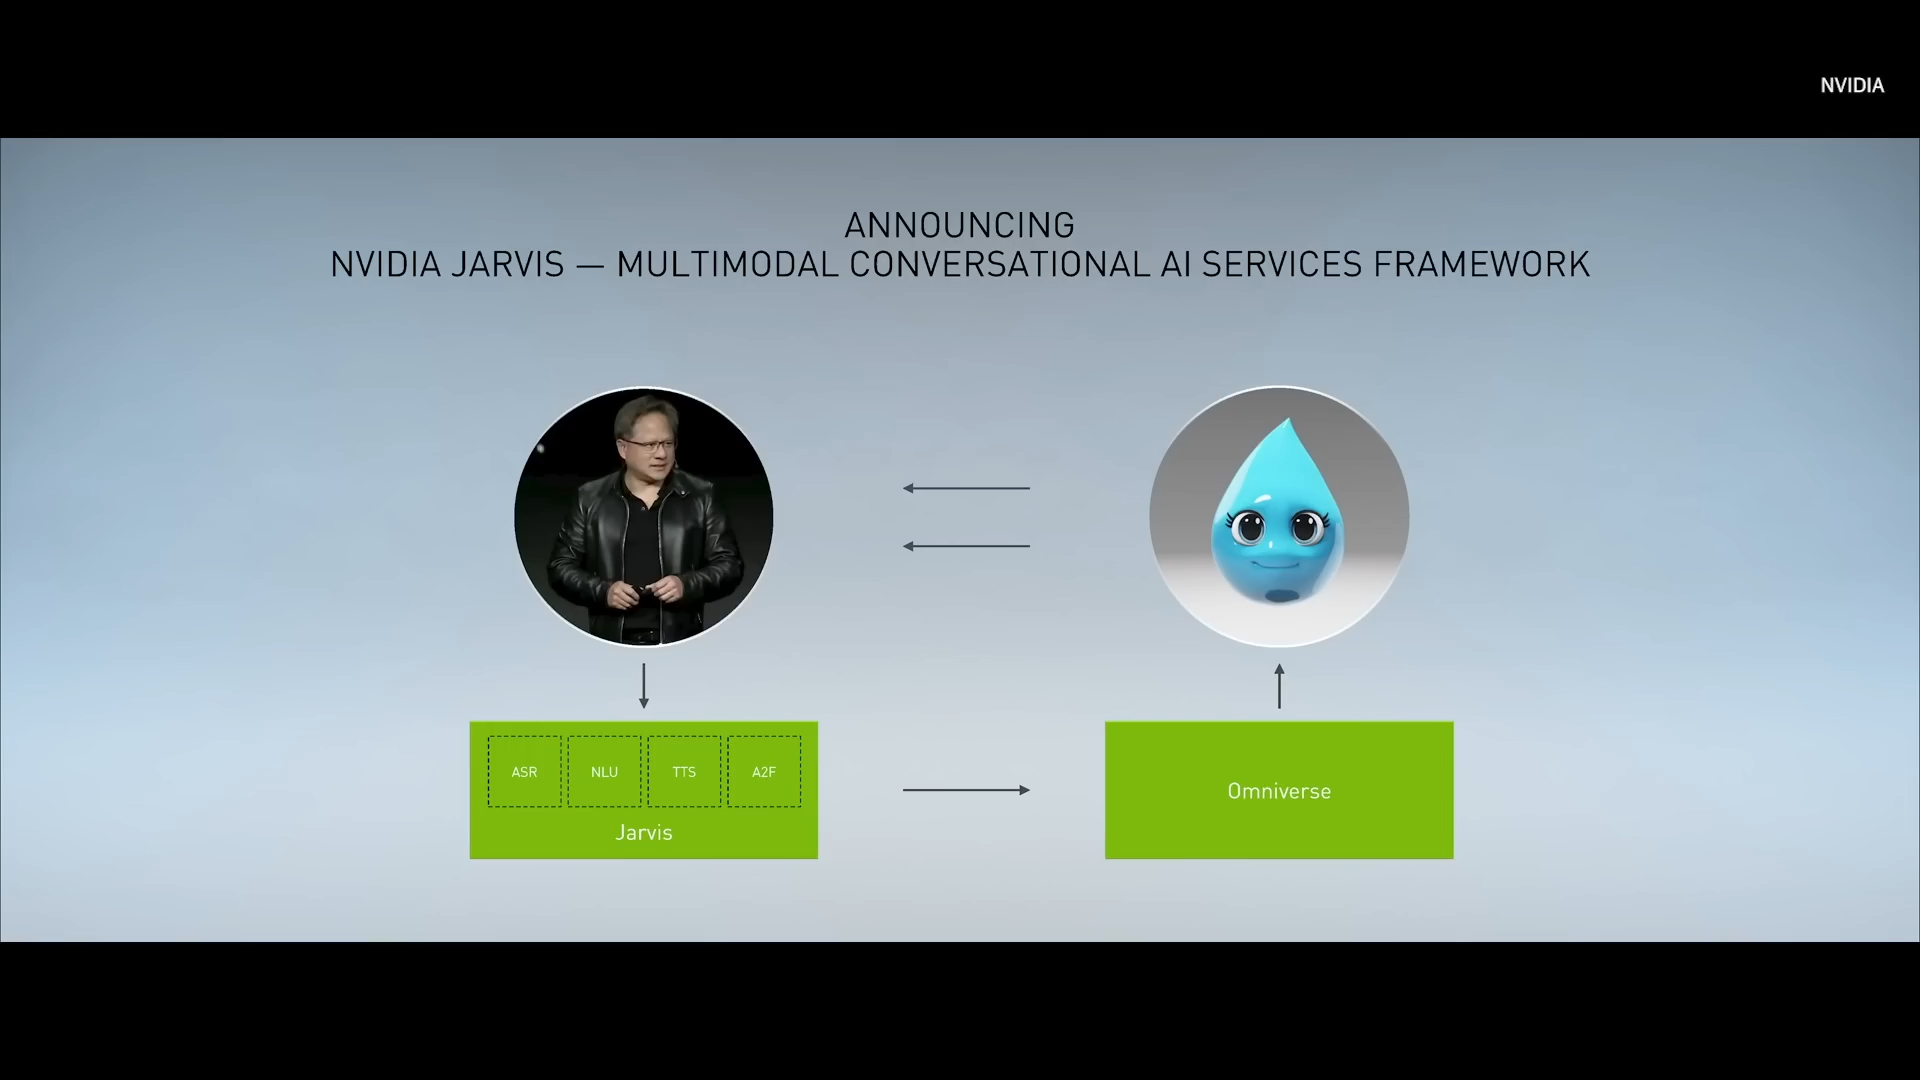 NVIDIA
ANNOUNCING
NVIDIA JARVIS — MULTIMODAL CONVERSATIONAL AI SERVICES FRAMEWORK
ASR NLU TTS A2F
Jarvis
Omniverse